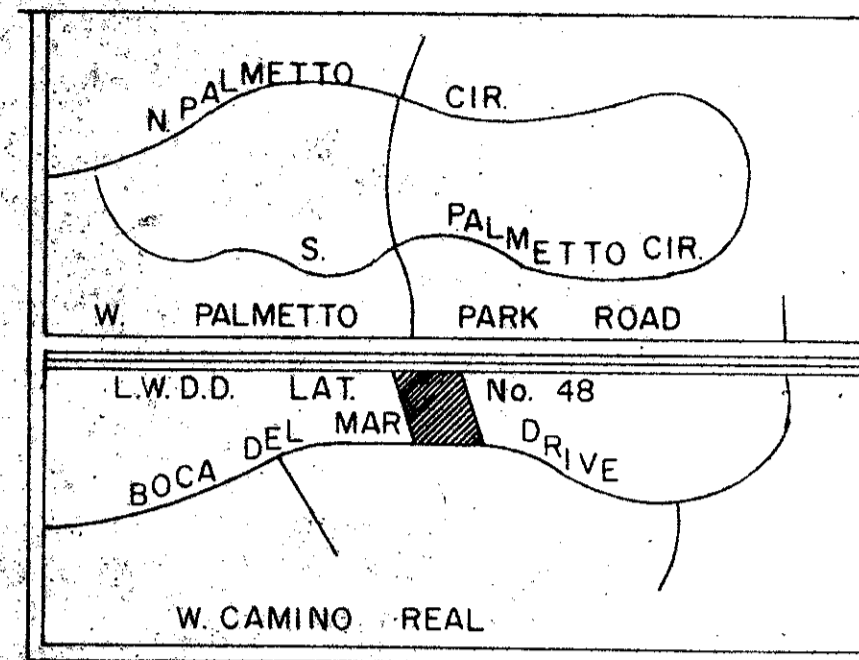 N. PALMETTO CIR.
S. PALMETTO CIR.
W. PALMETTO PARK ROAD
L.W.D.D. LAT. No. 48
BOCA DEL MAR DRIVE
W. CAMINO REAL